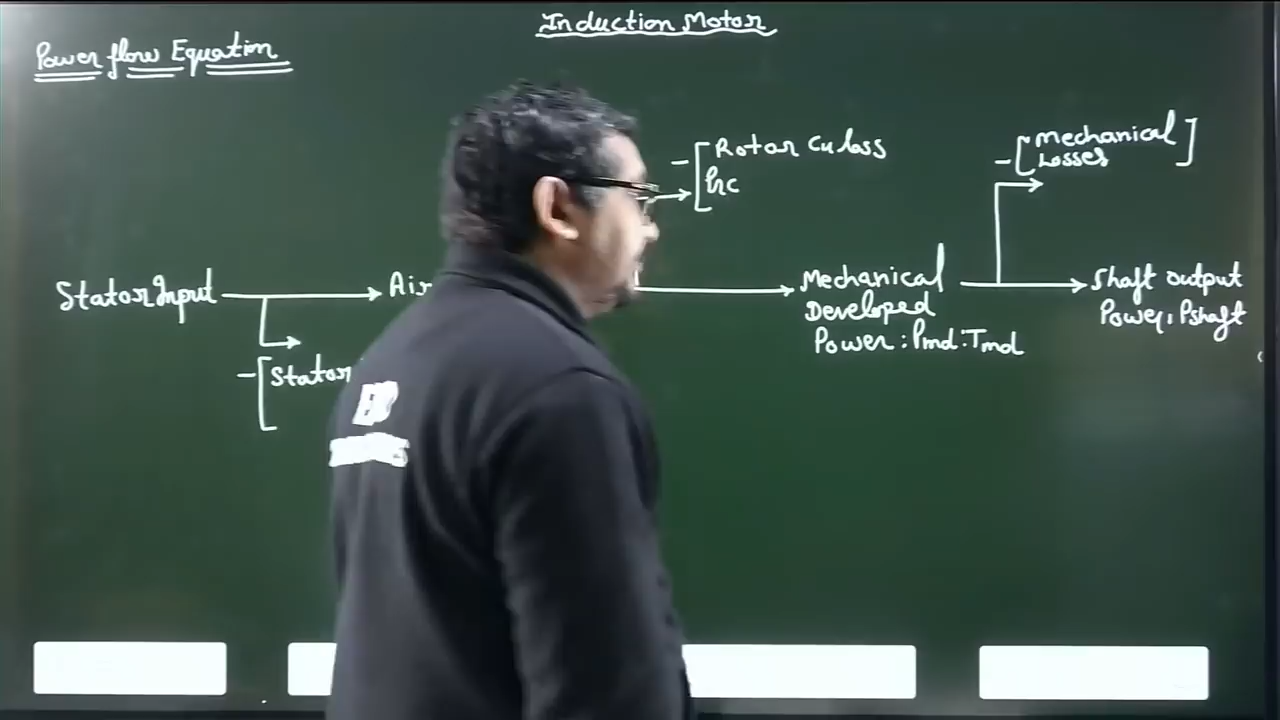 Induction Motor
Power flow Equation
-[Rotor Cu loss
-[Mechanical
Losses]
Stator Input
Air
Mechanical
Developed
Power: Pmd: Tmd
Shaft output
Power, Pshaft
-[Stator